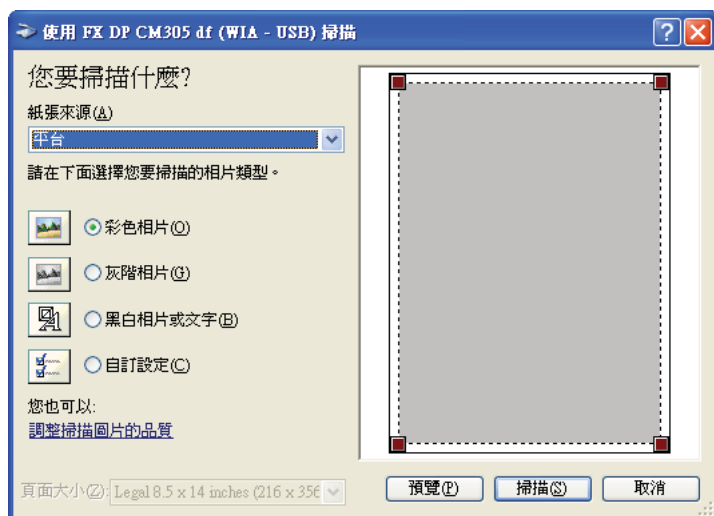 使用 FX DP CM305 df (WIA - USB) 掃描
您要掃描什麼?
紙張來源(A)
平台
請在下面選擇您要掃描的相片類型。
彩色相片(O)
灰階相片(G)
黑白相片或文字(B)
自訂設定(C)
您也可以:
調整掃描圖片的品質
頁面大小(Z): Legal 8.5 x 14 inches (216 x 356
預覽(P) 掃描(S) 取消